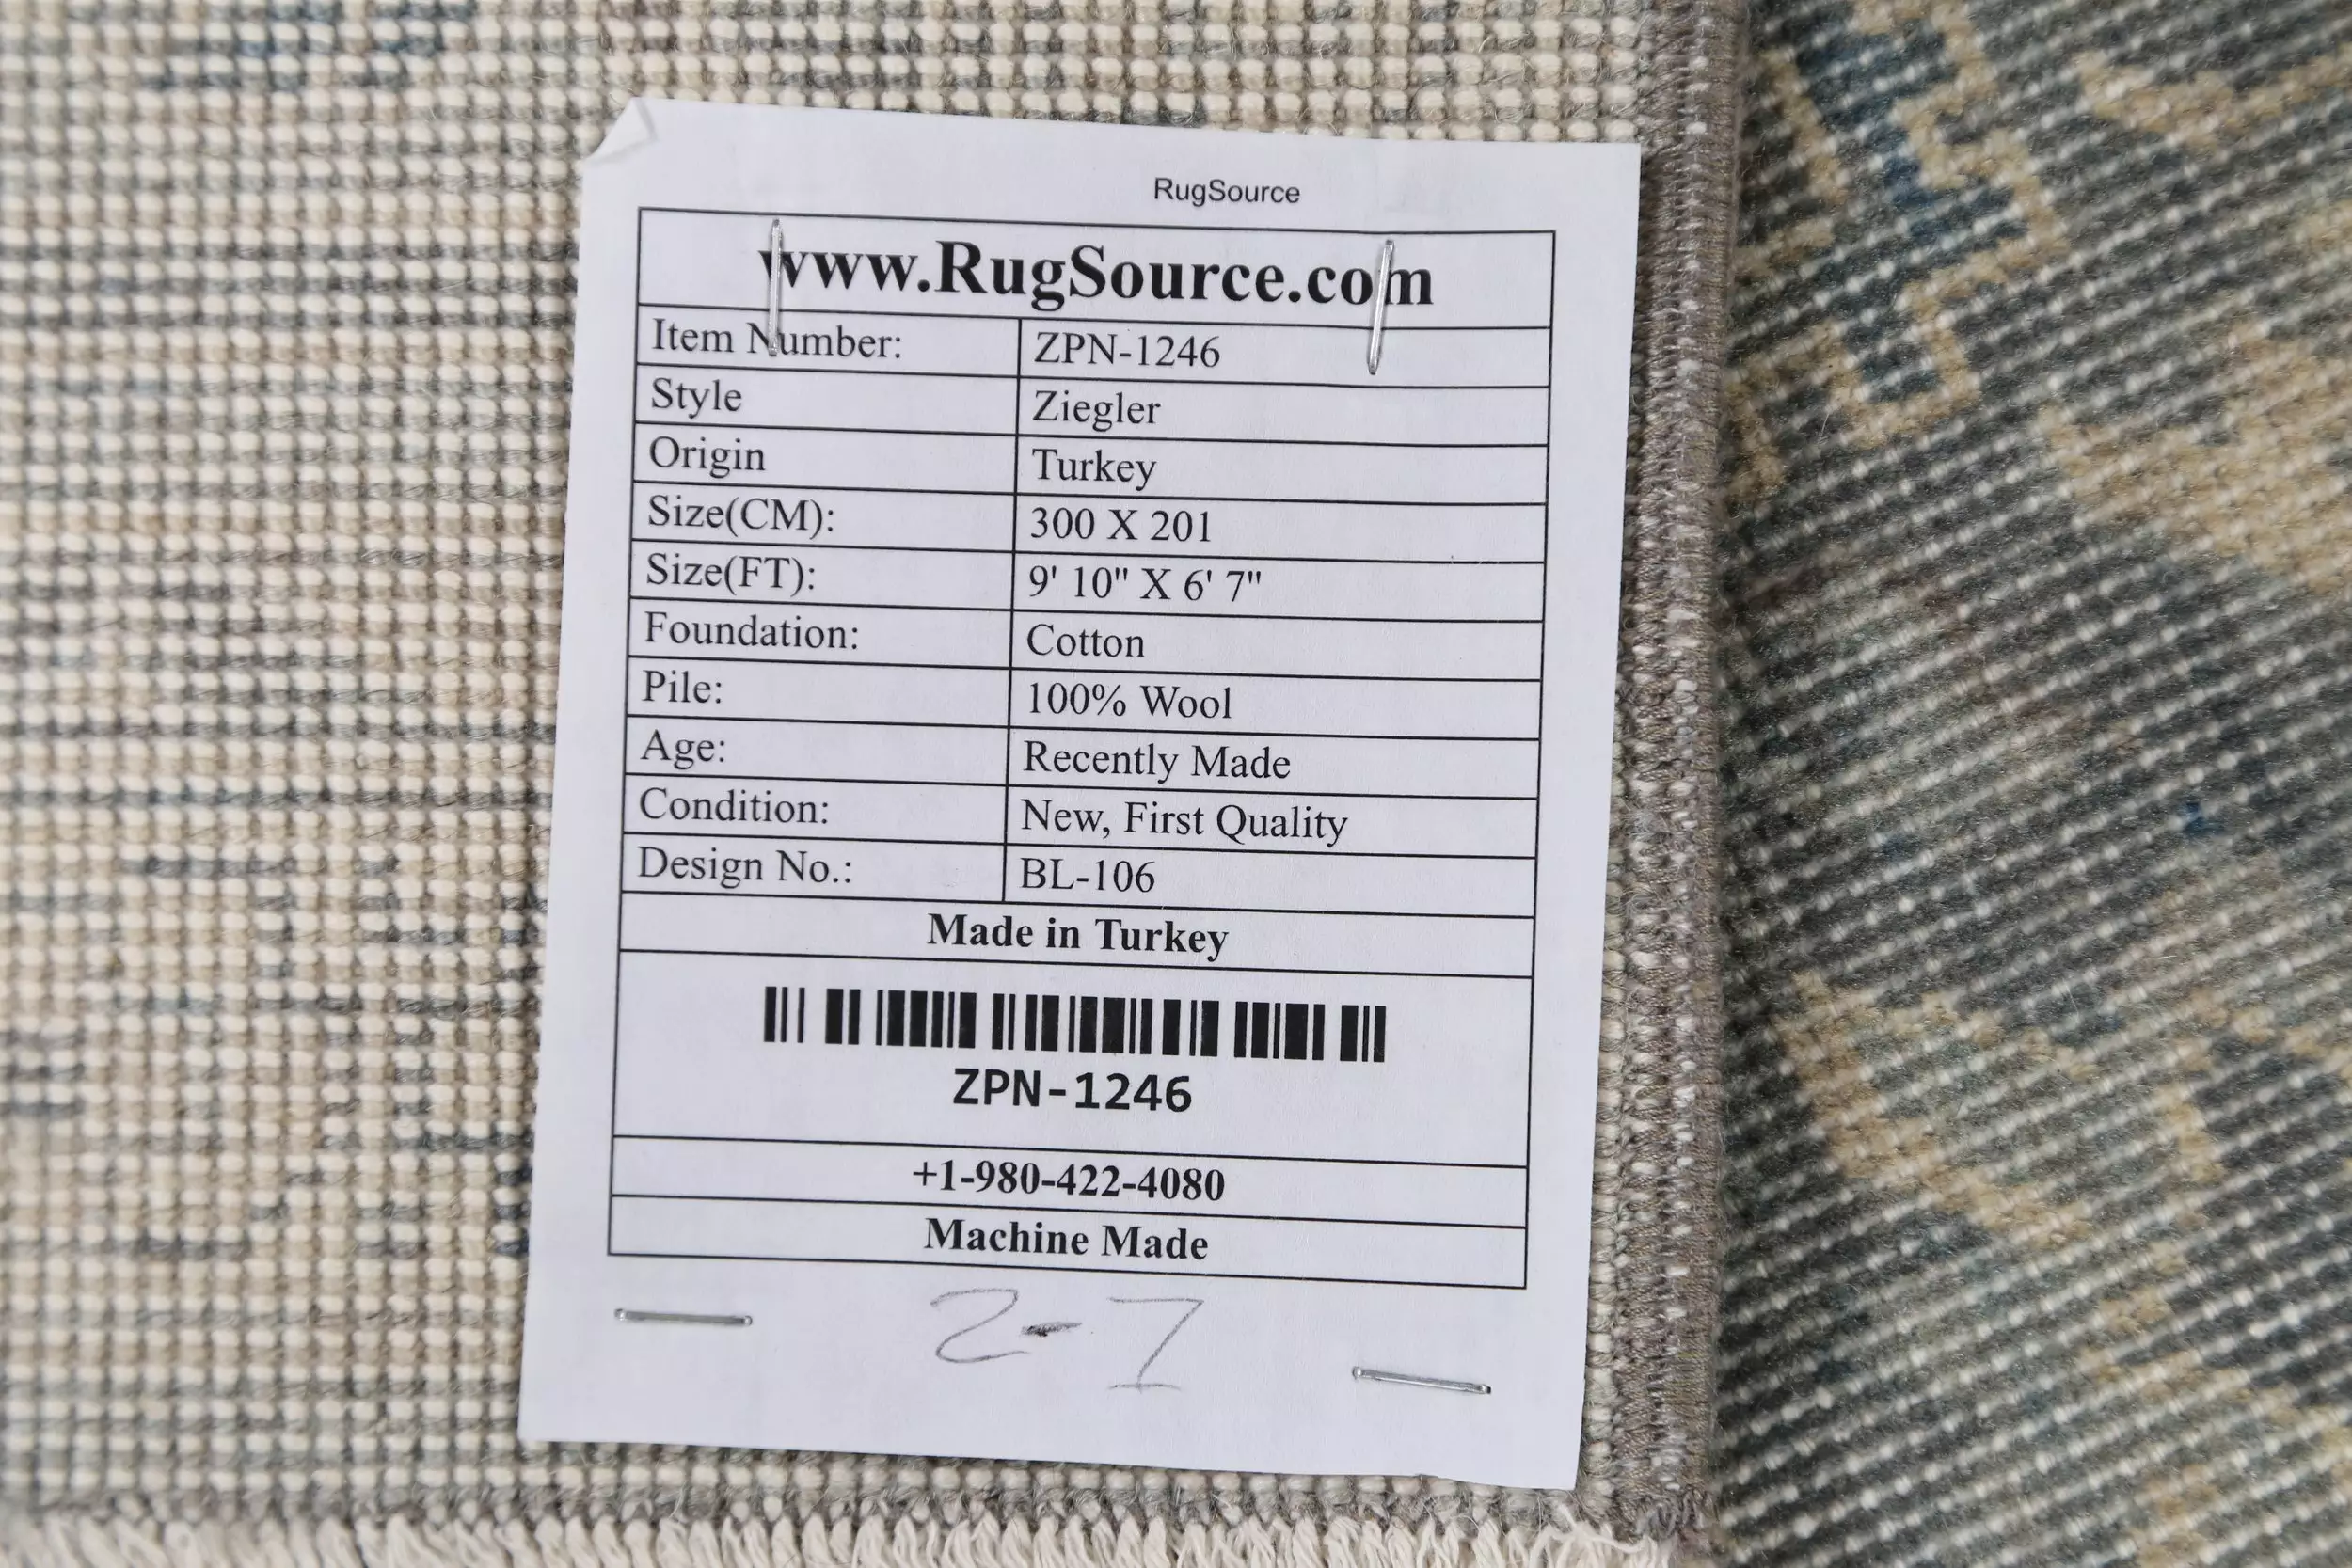 RugSource
www.RugSource.com
Item Number: ZPN-1246
Style Ziegler
Origin Turkey
Size(CM): 300 X 201
Size(FT): 9' 10" X 6' 7"
Foundation: Cotton
Pile: 100% Wool
Age: Recently Made
Condition: New, First Quality
Design No.: BL-106
Made in Turkey
ZPN-1246
+1-980-422-4080
Machine Made